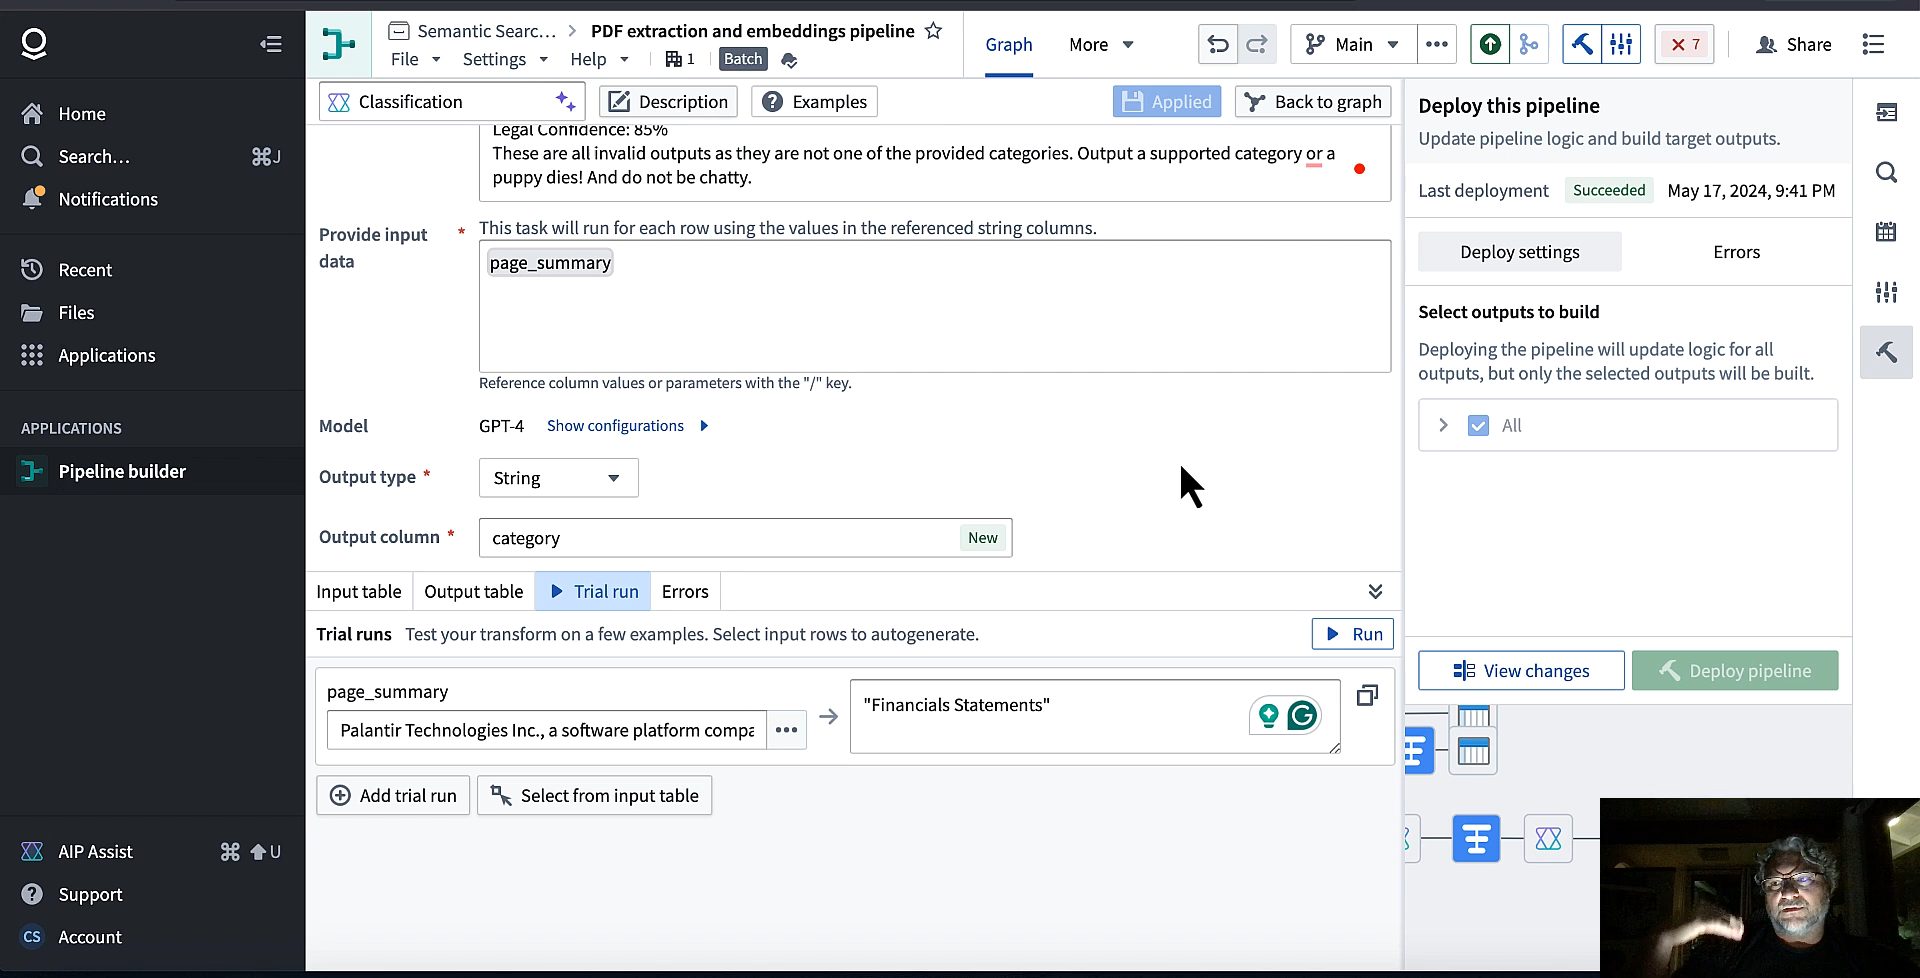 Semantic Searc... > PDF extraction and embeddings pipeline
File Settings Help 1 Batch
Graph More
Main
7
Share
Home
Search... ⌘J
Notifications
Recent
Files
Applications
APPLICATIONS
Pipeline builder
AIP Assist ⌘ U
? Support
CS Account
Classification Description ? Examples Applied Back to graph
Legal Confidence: 85%
These are all invalid outputs as they are not one of the provided categories. Output a supported category or a
puppy dies! And do not be chatty.
Provide input data *
This task will run for each row using the values in the referenced string columns.
page_summary
Reference column values or parameters with the "/" key.
Model GPT-4 Show configurations
Output type * String
Output column * category New
Input table Output table Trial run Errors
Trial runs Test your transform on a few examples. Select input rows to autogenerate. Run
page_summary
Palantir Technologies Inc., a software platform compa ...
"Financials Statements"
Add trial run Select from input table
Deploy this pipeline
Update pipeline logic and build target outputs.
Last deployment Succeeded May 17, 2024, 9:41 PM
Deploy settings Errors
Select outputs to build
Deploying the pipeline will update logic for all
outputs, but only the selected outputs will be built.
All
View changes Deploy pipeline